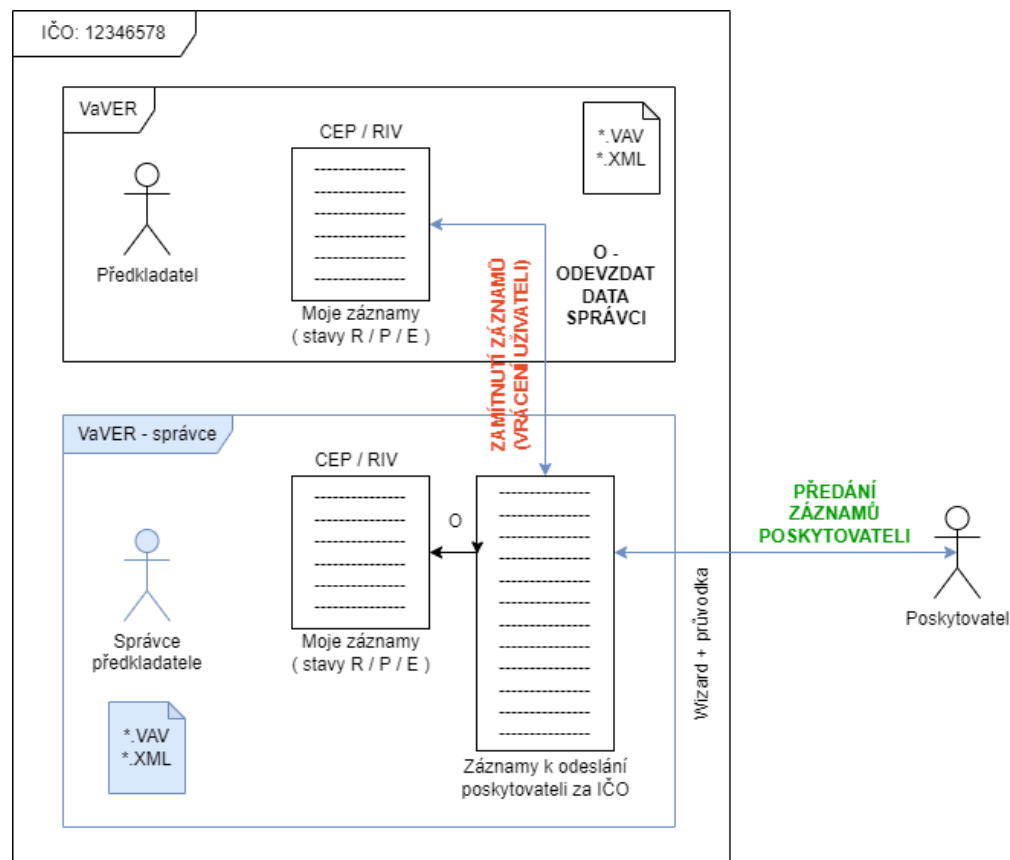 IČO: 12346578
VaVER
CEP / RIV
*.VAV
*.XML
Předkladatel
Moje záznamy
( stavy R / P / E )
O -
ODEVZDAT
DATA
SPRÁVCI
ZAMÍTNUTÍ ZÁZNAMŮ
(VRÁCENÍ UŽIVATELI)
VaVER - správce
CEP / RIV
O
Správce
předkladatele
Moje záznamy
( stavy R / P / E )
*.VAV
*.XML
Záznamy k odeslání
poskytovateli za IČO
Wizard + průvodka
PŘEDÁNÍ
ZÁZNAMŮ
POSKYTOVATELI
Poskytovatel